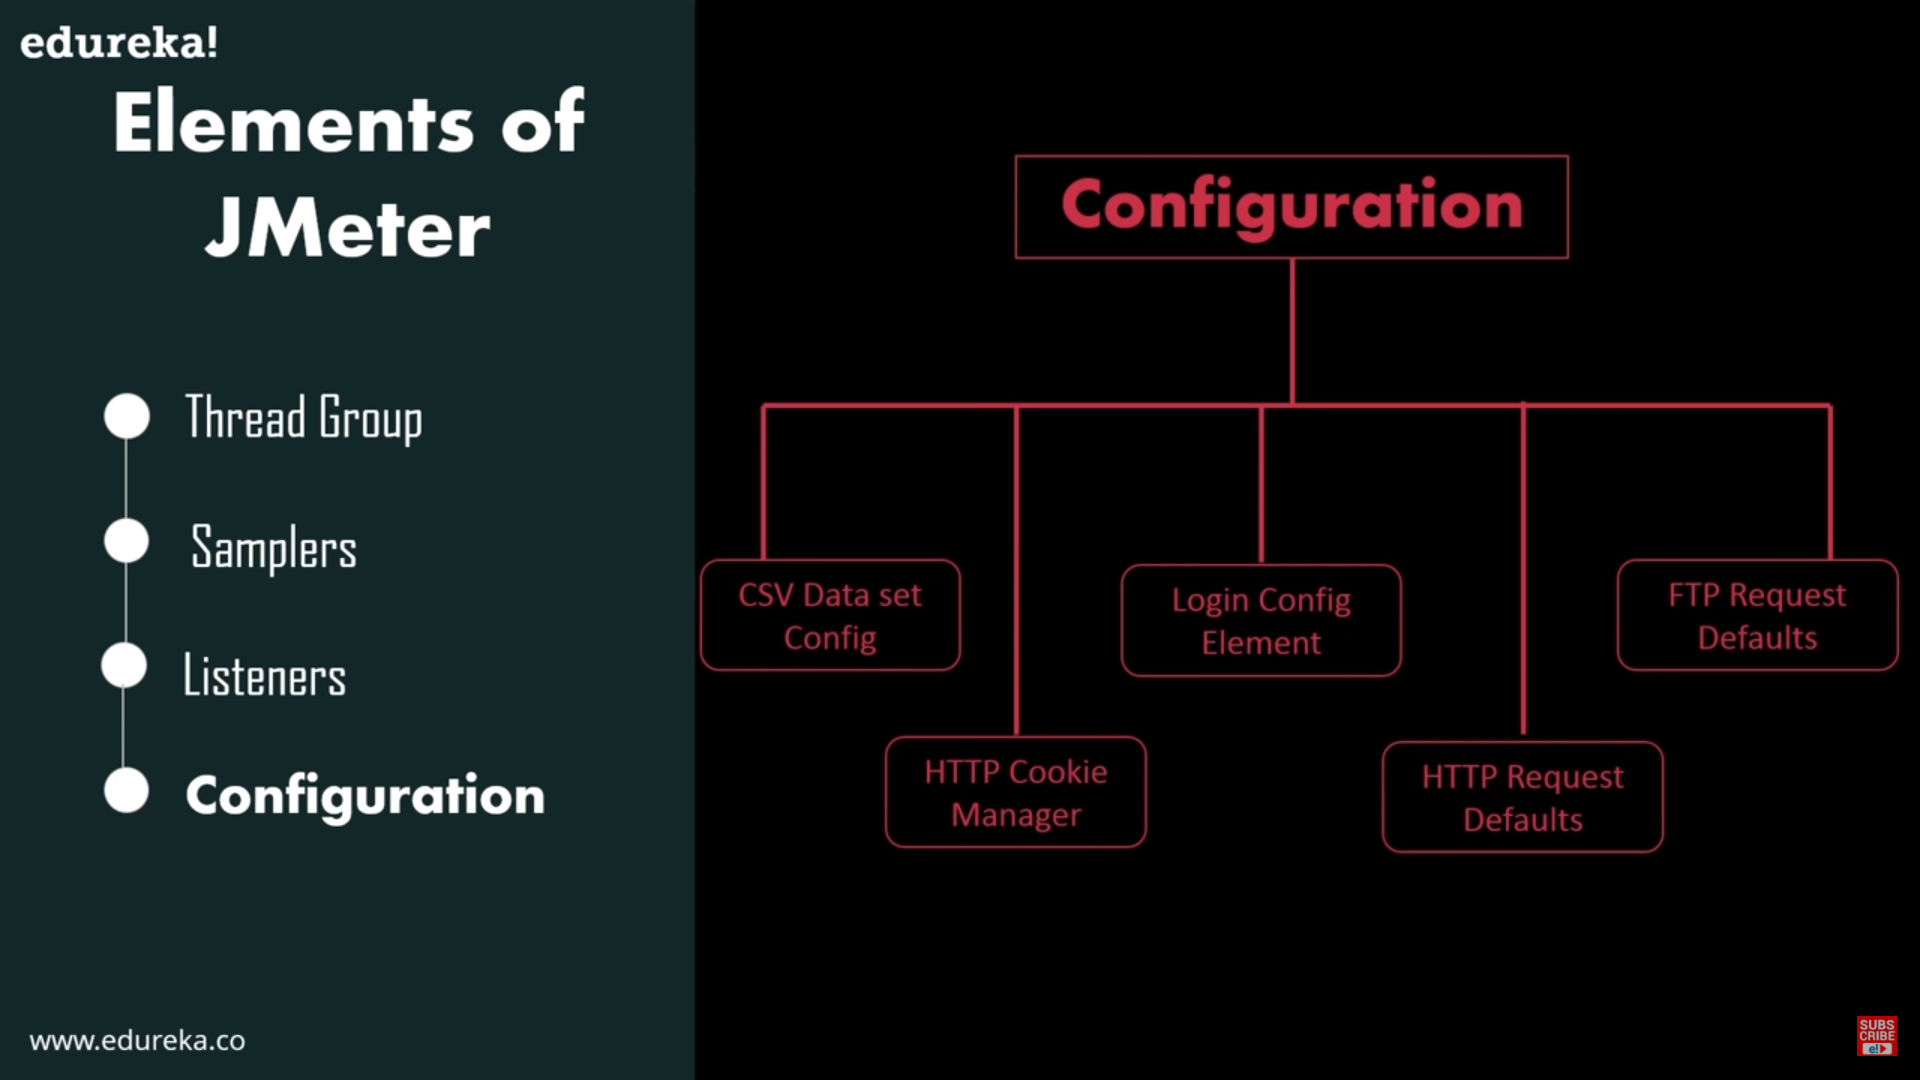 edureka!
Elements of
JMeter
Thread Group
Samplers
Listeners
Configuration
www.edureka.co
Configuration
CSV Data set
Config
Login Config
Element
FTP Request
Defaults
HTTP Cookie
Manager
HTTP Request
Defaults
SUBS
CRIBE
e!